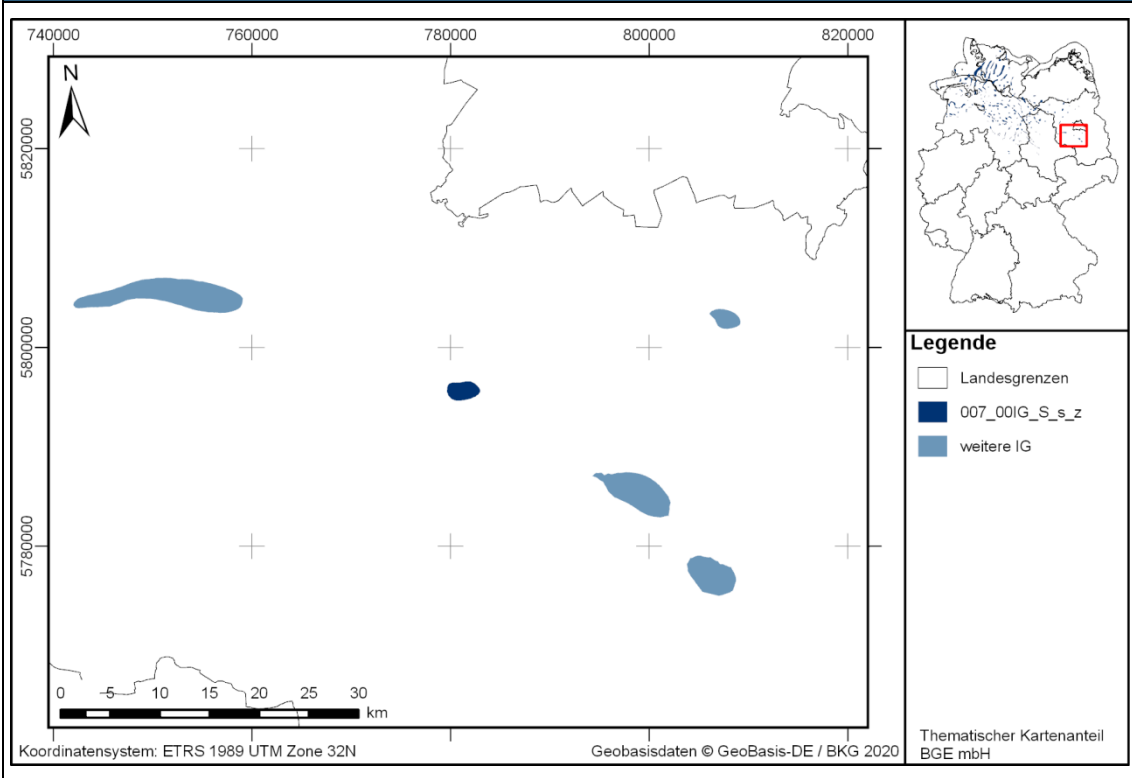 740000 760000 780000 800000 820000
N
5820000
5800000
5780000
0 5 10 15 20 25 30
km
Koordinatensystem: ETRS 1989 UTM Zone 32N
Geobasisdaten © GeoBasis-DE / BKG 2020
Legende
Landesgrenzen
007_00IG_S_s_z
weitere IG
Thematischer Kartenanteil
BGE mbH